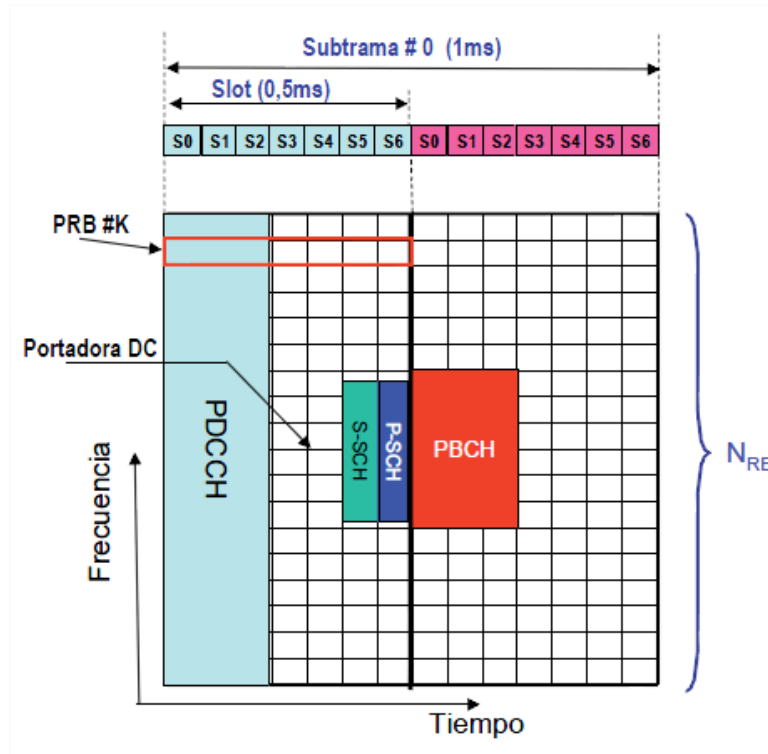 Subtrama # 0 (1ms)
Slot (0,5ms)
S0 S1 S2 S3 S4 S5 S6 S0 S1 S2 S3 S4 S5 S6
PRB #K
Portadora DC
PDCCH
S-SCH
P-SCH
PBCH
N_RB
Frecuencia
Tiempo